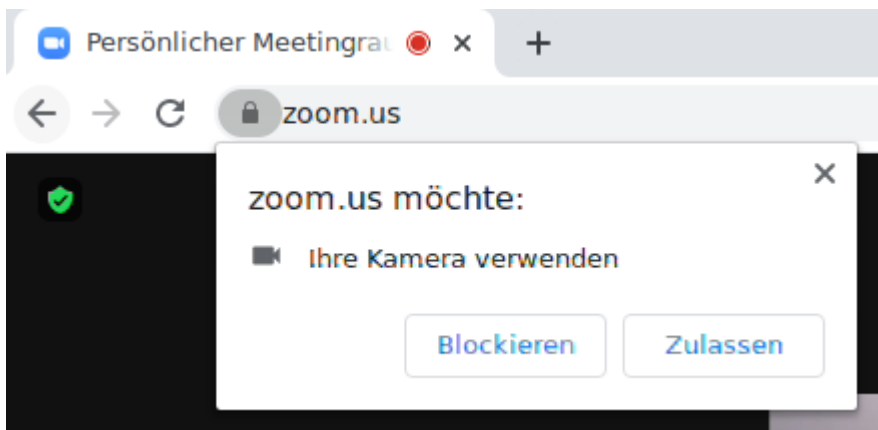 Persönlicher Meetingrau
zoom.us
zoom.us möchte:
Ihre Kamera verwenden
Blockieren Zulassen